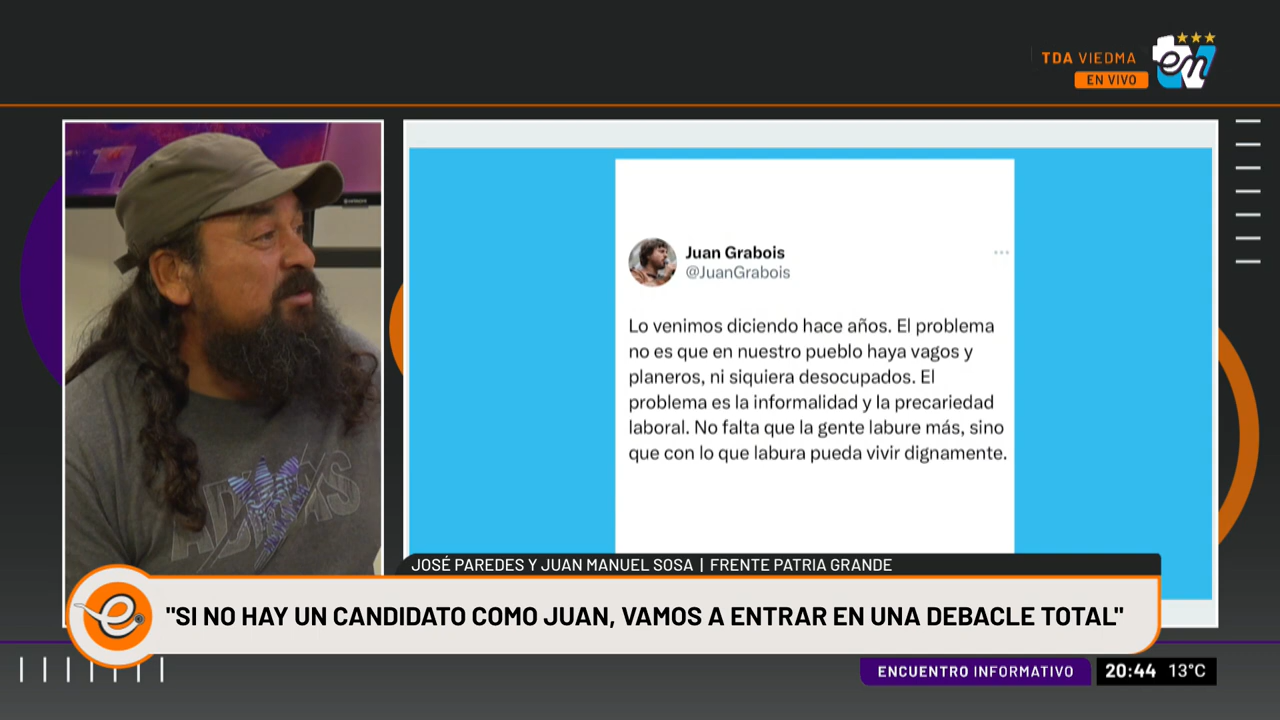 TDA VIEDMA
EN VIVO
en
ADIDAS
Juan Grabois
@JuanGrabois
Lo venimos diciendo hace años. El problema
no es que en nuestro pueblo haya vagos y
planeros, ni siquiera desocupados. El
problema es la informalidad y la precariedad
laboral. No falta que la gente labure más, sino
que con lo que labura pueda vivir dignamente.
JOSÉ PAREDES Y JUAN MANUEL SOSA | FRENTE PATRIA GRANDE
e
"SI NO HAY UN CANDIDATO COMO JUAN, VAMOS A ENTRAR EN UNA DEBACLE TOTAL"
ENCUENTRO INFORMATIVO
20:44 13°C